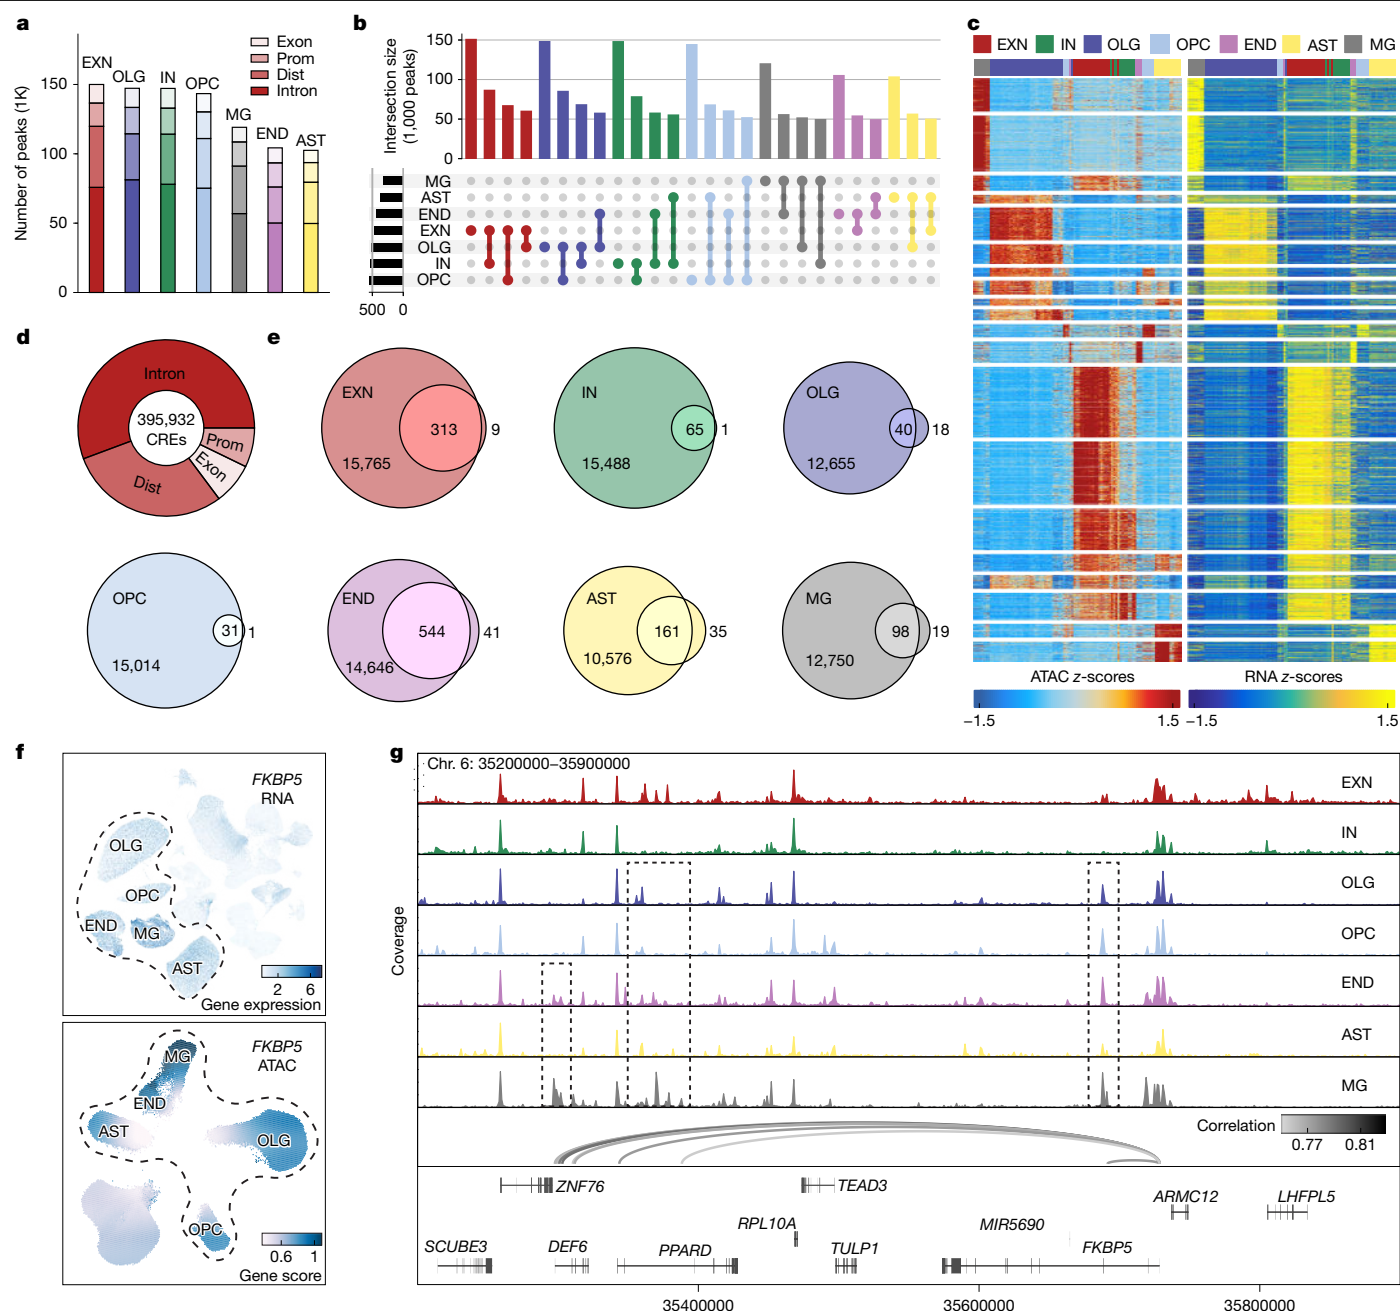 a
Number of peaks (1K)
150
100
50
0
EXN
OLG
IN
OPC
MG
END
AST
Exon
Prom
Dist
Intron
b
Intersection size
(1,000 peaks)
150
100
50
0
MG
AST
END
EXN
OLG
IN
OPC
500 0
c
EXN IN OLG OPC END AST MG
ATAC z-scores
−1.5 1.5
RNA z-scores
−1.5 1.5
d
Intron
395,932
CREs
Prom
Exon
Dist
e
EXN
313
9
15,765
IN
65
1
15,488
OLG
40
18
12,655
OPC
31
1
15,014
END
544
41
14,646
AST
161
35
10,576
MG
98
19
12,750
f
FKBP5
RNA
OLG
OPC
END
MG
AST
2 6
Gene expression
FKBP5
ATAC
MG
END
AST
OLG
OPC
0.6 1
Gene score
g
Chr. 6: 35200000–35900000
Coverage
EXN
IN
OLG
OPC
END
AST
MG
Correlation
0.77 0.81
ZNF76
TEAD3
ARMC12
LHFPL5
RPL10A
MIR5690
SCUBE3
DEF6
PPARD
TULP1
FKBP5
35400000 35600000 35800000